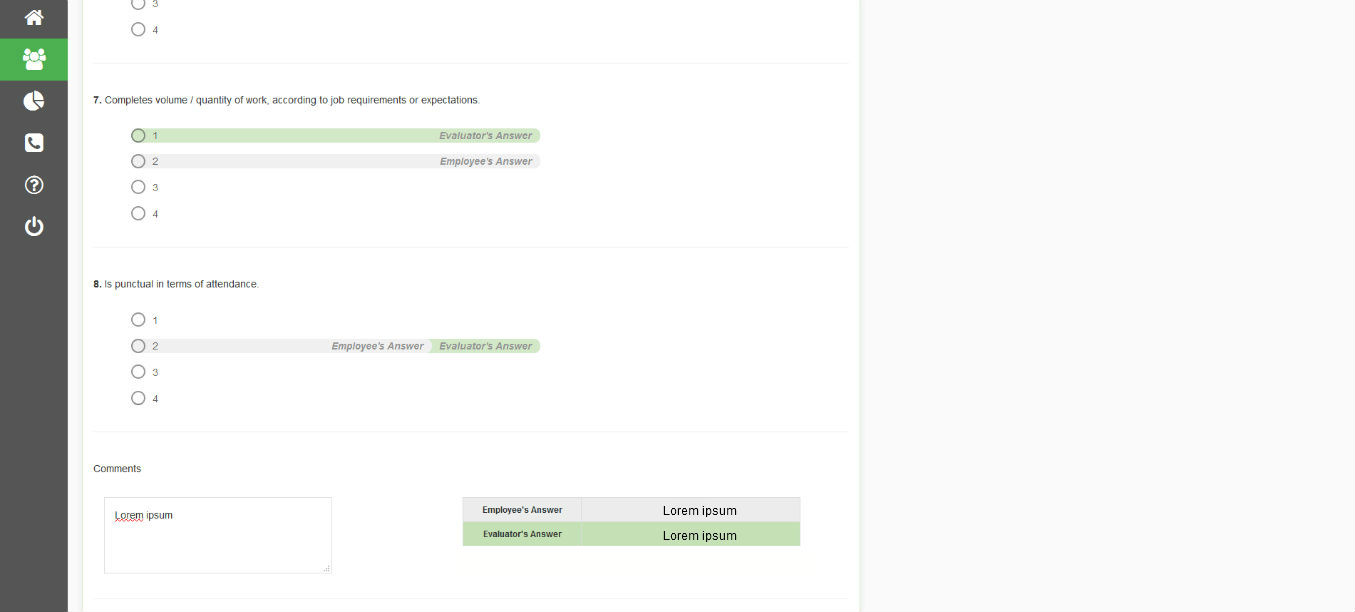 3
4
7. Completes volume / quantity of work, according to job requirements or expectations.
1 Evaluator's Answer
2 Employee's Answer
3
4
8. Is punctual in terms of attendance.
1
2 Employee's Answer Evaluator's Answer
3
4
Comments
Lorem ipsum
Employee's Answer Lorem ipsum
Evaluator's Answer Lorem ipsum